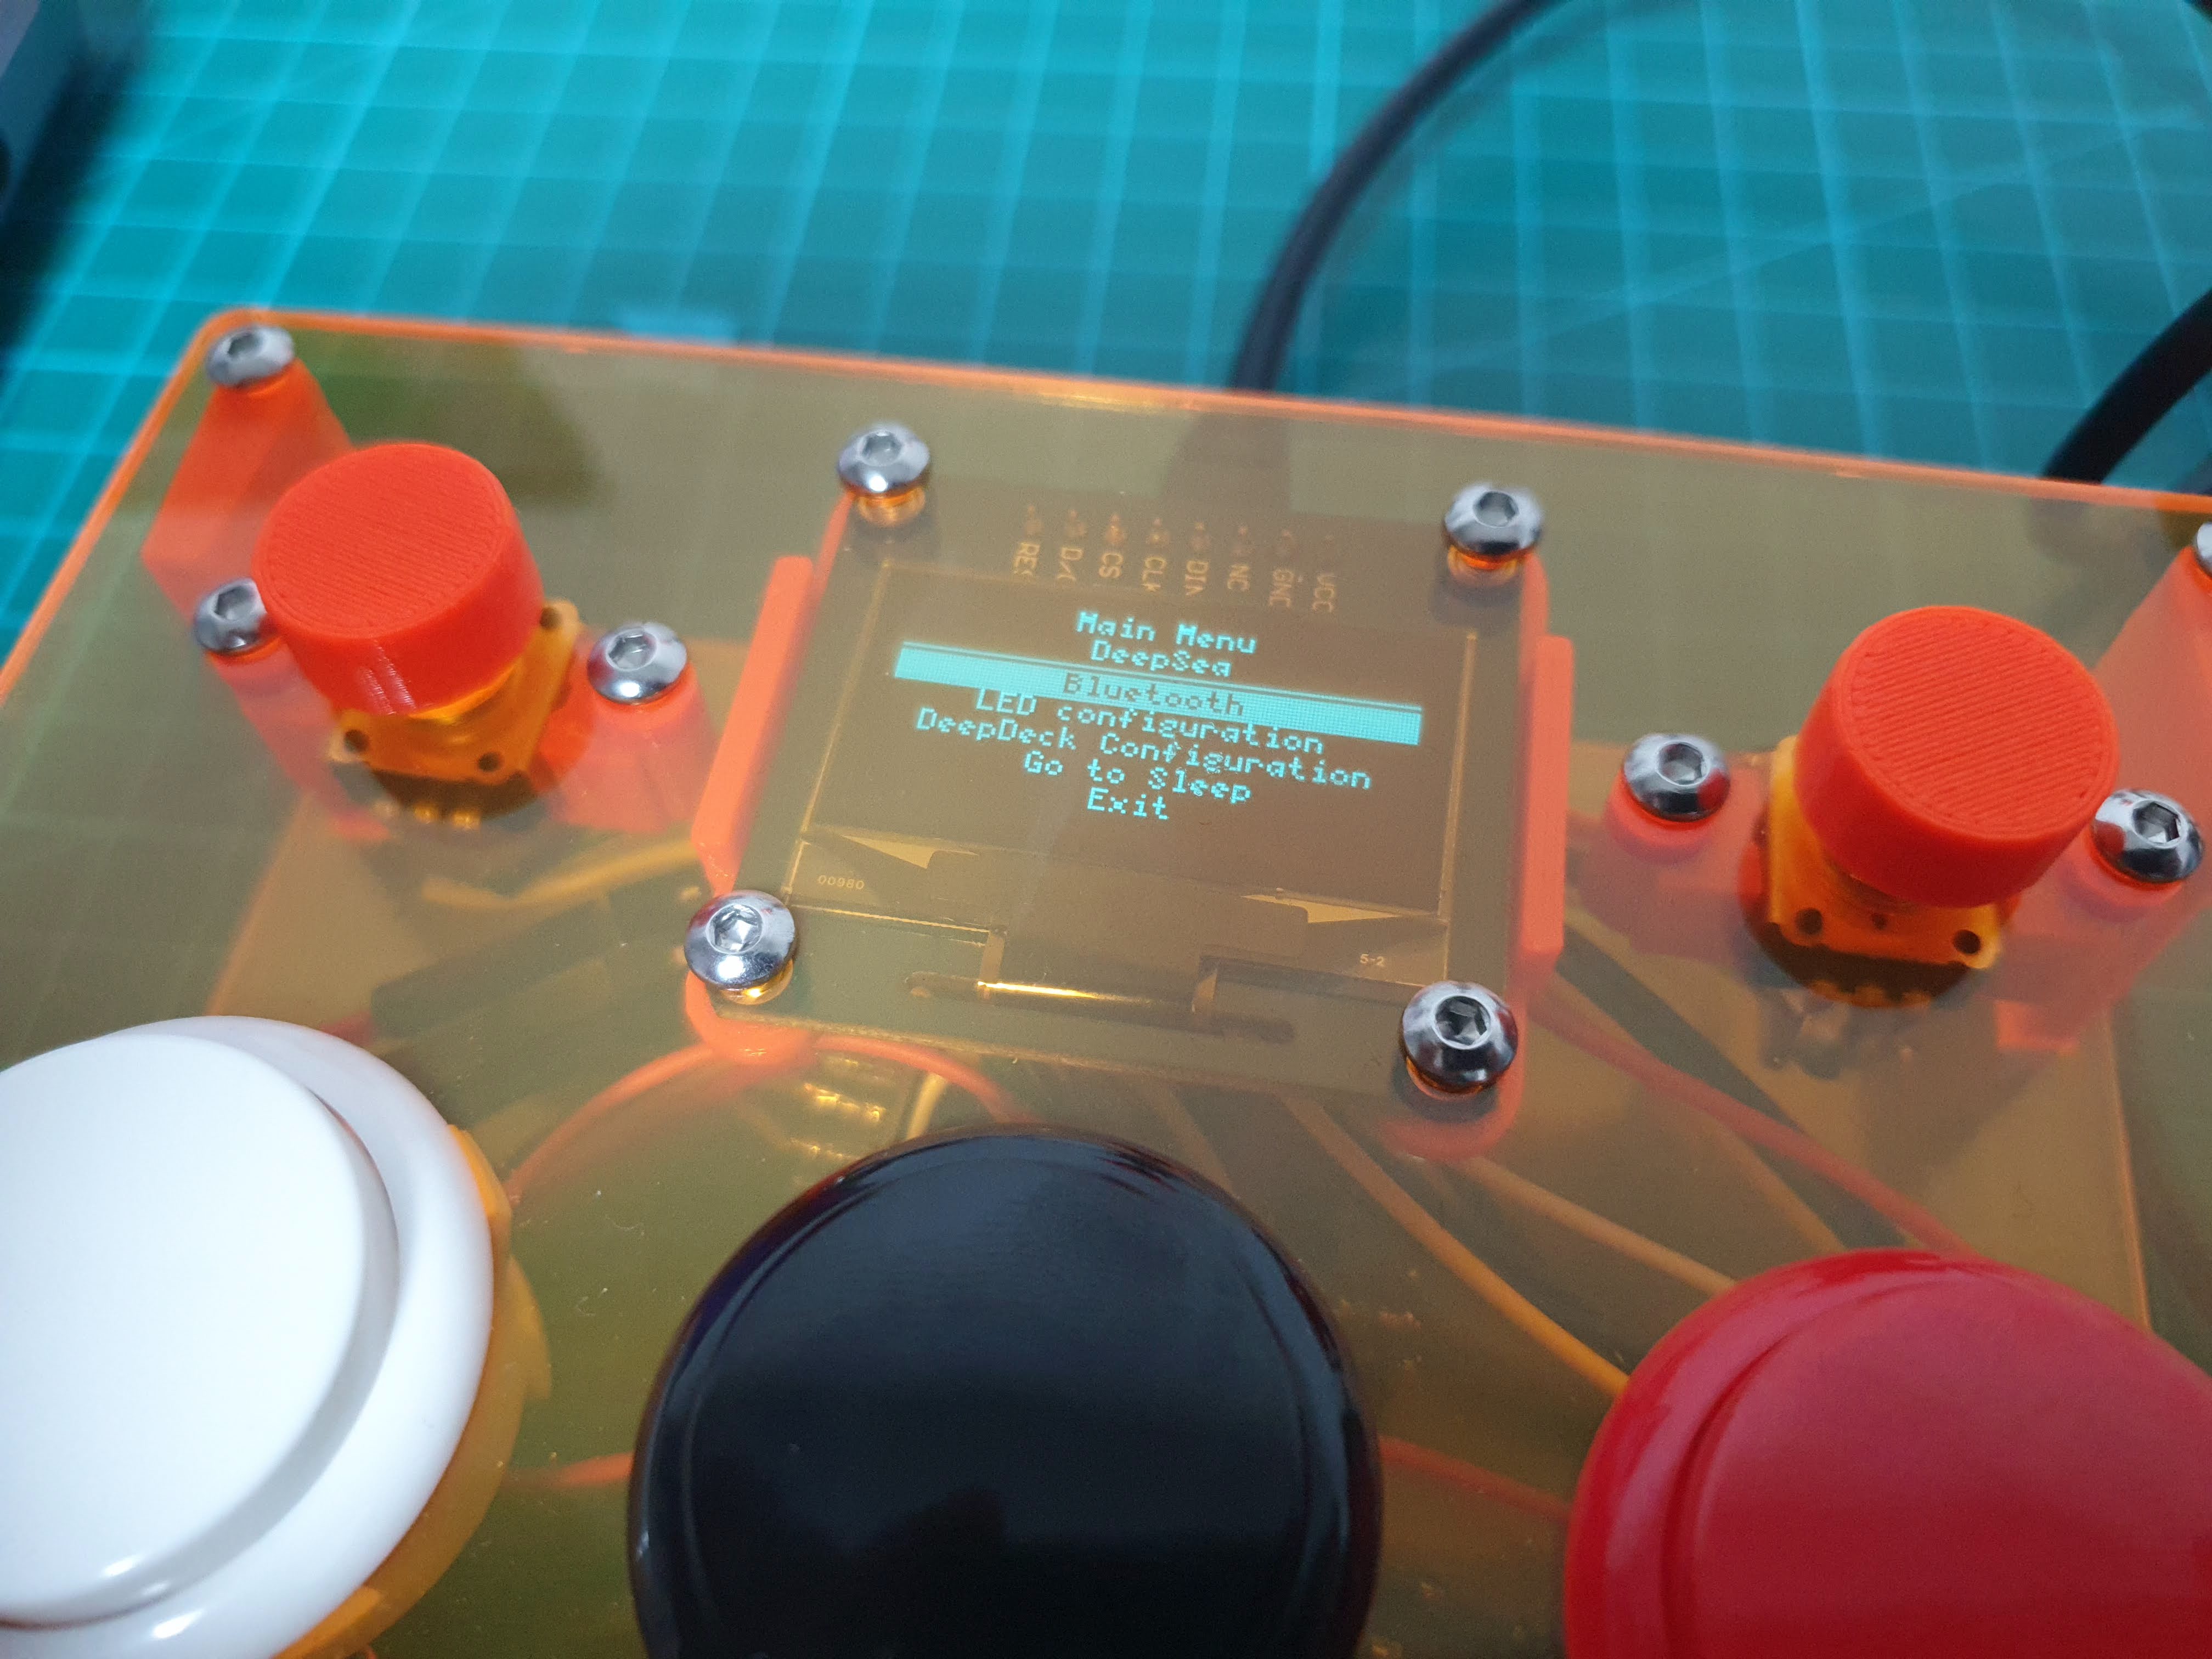 VCC
GND
NC
DIN
CLK
CS
D/C
RES
Main Menu
DeepSea
Bluetooth
LED configuration
DeepDeck Configuration
Go to Sleep
Exit
00980
5-2